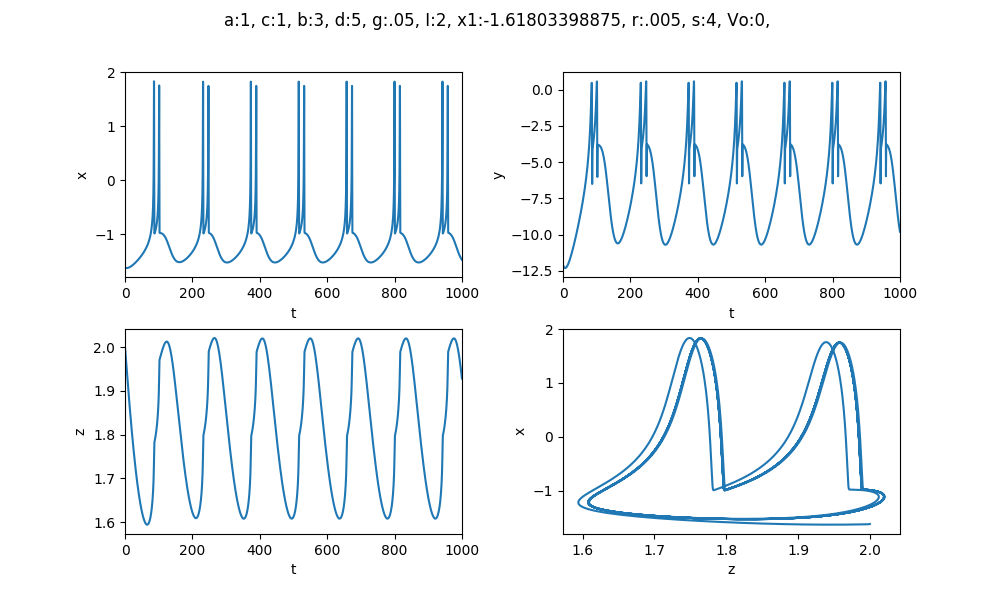 a:1, c:1, b:3, d:5, g:.05, I:2, x1:-1.61803398875, r:.005, s:4, Vo:0,
2
1
0
−1
x
0 200 400 600 800 1000
t
0.0
−2.5
−5.0
−7.5
−10.0
−12.5
y
0 200 400 600 800 1000
t
2.0
1.9
1.8
1.7
1.6
z
0 200 400 600 800 1000
t
2
1
0
−1
x
1.6 1.7 1.8 1.9 2.0
z